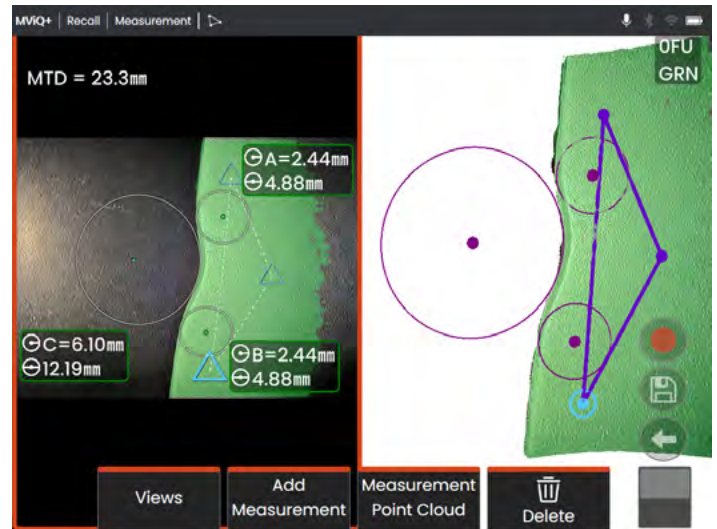 MViQ+ | Recall | Measurement |
OFU
GRN
MTD = 23.3mm
A=2.44mm
4.88mm
C=6.10mm
12.19mm
B=2.44mm
4.88mm
Views
Add
Measurement
Measurement
Point Cloud
Delete